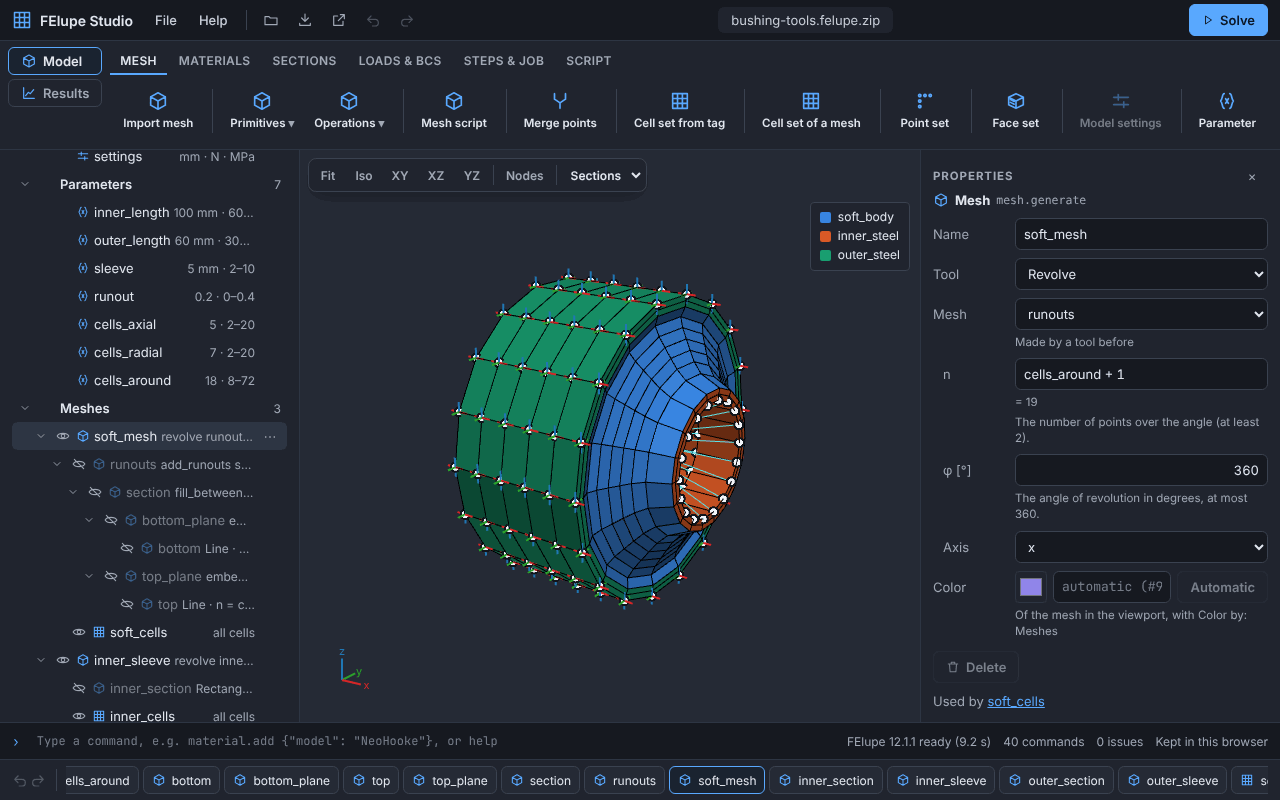 FElupe Studio File Help bushing-tools.felupe.zip Solve
Model MESH MATERIALS SECTIONS LOADS & BCS STEPS & JOB SCRIPT
Results
Import mesh Primitives ▾ Operations ▾ Mesh script Merge points Cell set from tag Cell set of a mesh Point set Face set Model settings Parameter
settings mm · N · MPa
Parameters 7
inner_length 100 mm · 60...
outer_length 60 mm · 30...
sleeve 5 mm · 2–10
runout 0.2 · 0–0.4
cells_axial 5 · 2–20
cells_radial 7 · 2–20
cells_around 18 · 8–72
Meshes 3
soft_mesh revolve runout... ···
runouts add_runouts s...
section fill_between...
bottom_plane e...
bottom Line · ...
top_plane embe...
top Line · n = c...
soft_cells all cells
inner_sleeve revolve inne...
inner_section Rectang...
inner_cells all cells
Fit Iso XY XZ YZ Nodes Sections
soft_body
inner_steel
outer_steel
z
y
x
PROPERTIES ×
Mesh mesh.generate
Name soft_mesh
Tool Revolve
Mesh runouts
Made by a tool before
n cells_around + 1
= 19
The number of points over the angle (at least
2).
φ [°] 360
The angle of revolution in degrees, at most
360.
Axis x
Color automatic (#9 Automatic
Of the mesh in the viewport, with Color by:
Meshes
Delete
Used by soft_cells
› Type a command, e.g. material.add {"model": "NeoHooke"}, or help FElupe 12.1.1 ready (9.2 s) 40 commands 0 issues Kept in this browser
ells_around bottom bottom_plane top top_plane section runouts soft_mesh inner_section inner_sleeve outer_section outer_sleeve